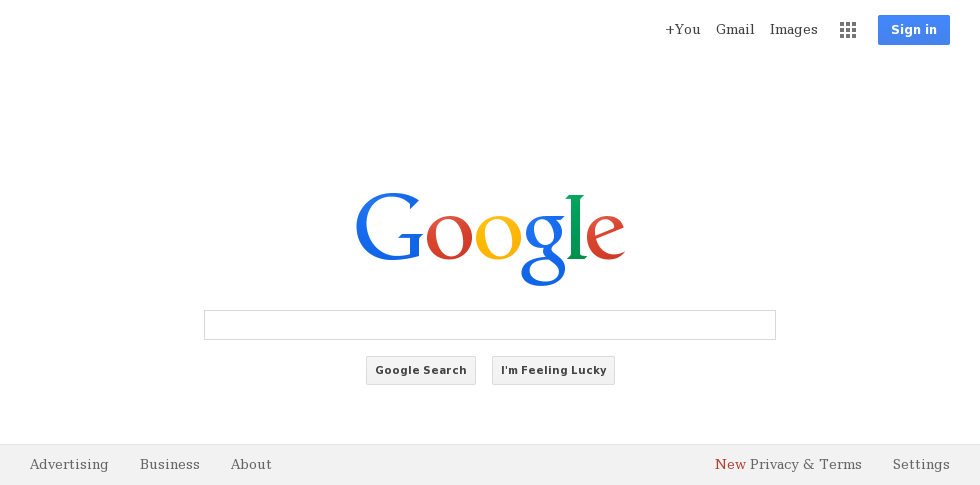 +You Gmail Images Sign in
Google
Google Search I'm Feeling Lucky
Advertising Business About New Privacy & Terms Settings